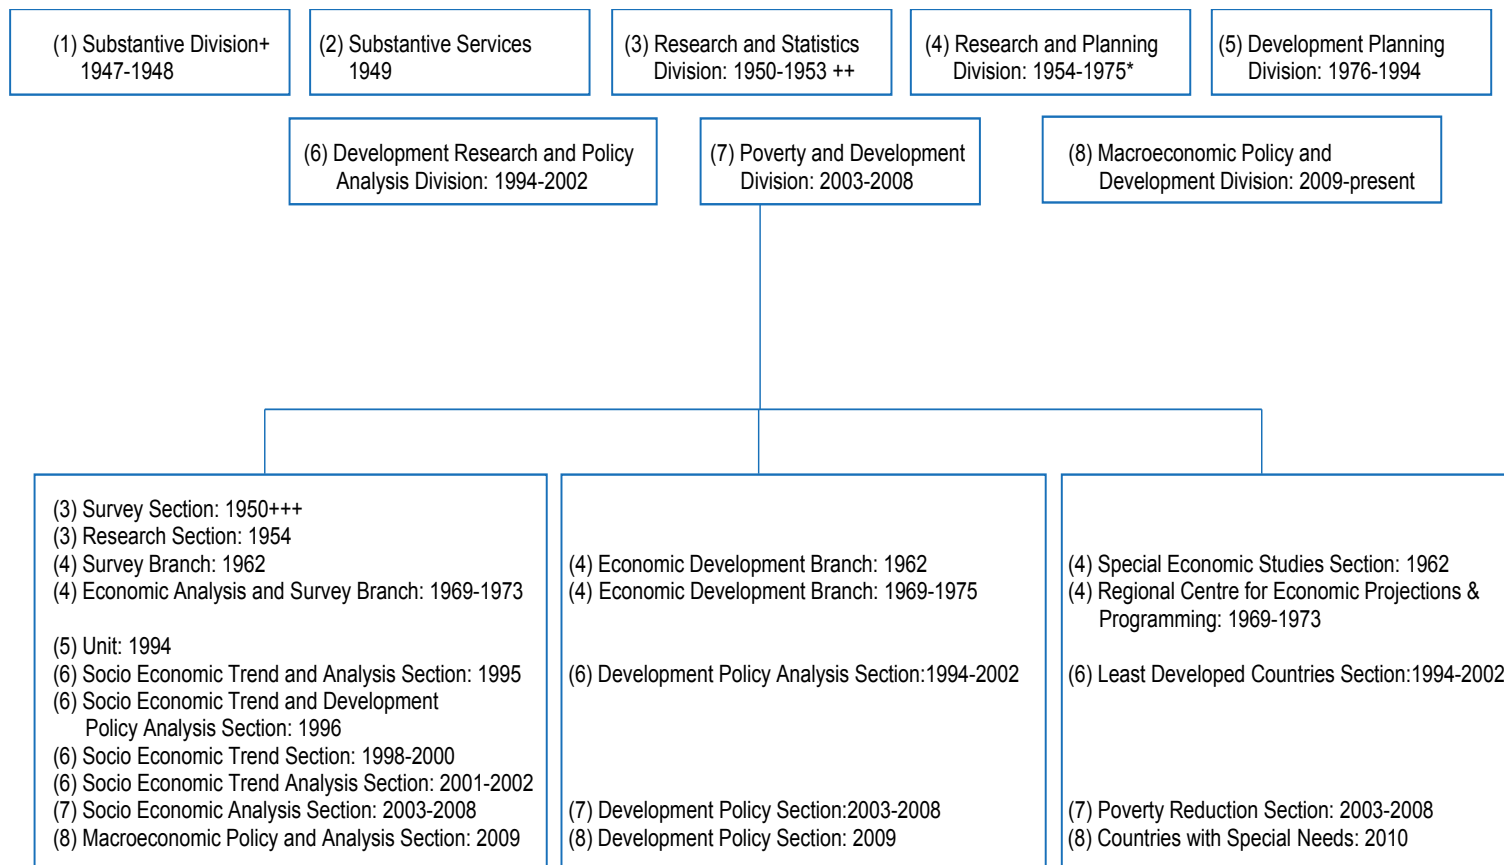 (1) Substantive Division+
1947-1948
(2) Substantive Services
1949
(3) Research and Statistics
Division: 1950-1953 ++
(4) Research and Planning
Division: 1954-1975*
(5) Development Planning
Division: 1976-1994
(6) Development Research and Policy
Analysis Division: 1994-2002
(7) Poverty and Development
Division: 2003-2008
(8) Macroeconomic Policy and
Development Division: 2009-present
(3) Survey Section: 1950+++
(3) Research Section: 1954
(4) Survey Branch: 1962
(4) Economic Analysis and Survey Branch: 1969-1973
(5) Unit: 1994
(6) Socio Economic Trend and Analysis Section: 1995
(6) Socio Economic Trend and Development
Policy Analysis Section: 1996
(6) Socio Economic Trend Section: 1998-2000
(6) Socio Economic Trend Analysis Section: 2001-2002
(7) Socio Economic Analysis Section: 2003-2008
(8) Macroeconomic Policy and Analysis Section: 2009
(4) Economic Development Branch: 1962
(4) Economic Development Branch: 1969-1975
(6) Development Policy Analysis Section:1994-2002
(7) Development Policy Section:2003-2008
(8) Development Policy Section: 2009
(4) Special Economic Studies Section: 1962
(4) Regional Centre for Economic Projections &
Programming: 1969-1973
(6) Least Developed Countries Section:1994-2002
(7) Poverty Reduction Section: 2003-2008
(8) Countries with Special Needs: 2010